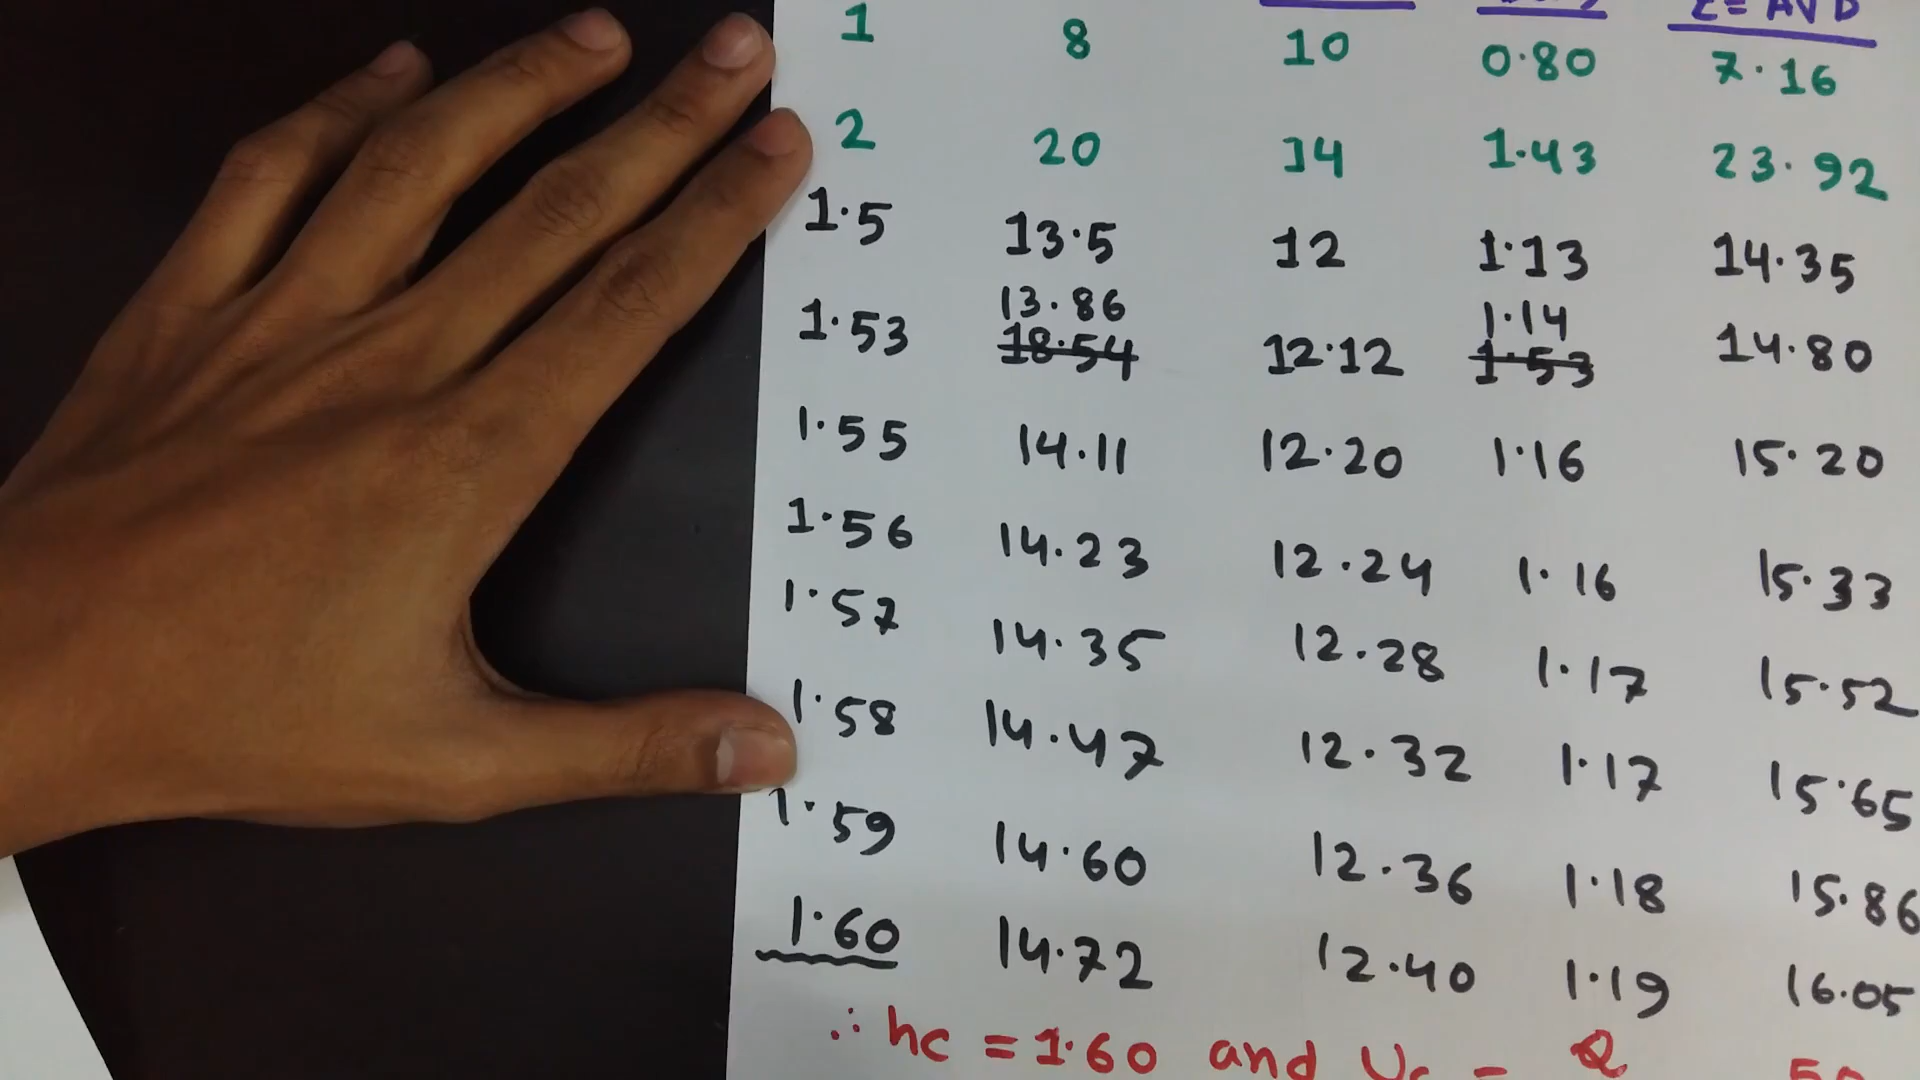 Z = A√D
1 8 10 0.80 7.16
2 20 14 1.43 23.92
1.5 13.5 12 1.13 14.35
13.86 1.14
1.53 18.54 12.12 1.53 14.80
1.55 14.11 12.20 1.16 15.20
1.56 14.23 12.24 1.16 15.33
1.57 14.35 12.28 1.17 15.52
1.58 14.47 12.32 1.17 15.65
1.59 14.60 12.36 1.18 15.86
1.60 14.72 12.40 1.19 16.05
∴ hc = 1.60 and Uc = Q 50